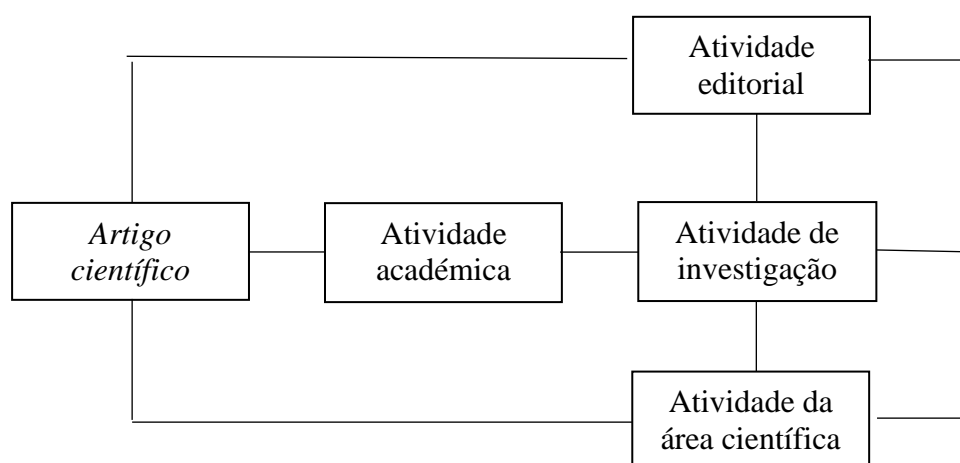 Atividade
editorial
Artigo
científico
Atividade
académica
Atividade de
investigação
Atividade da
área científica